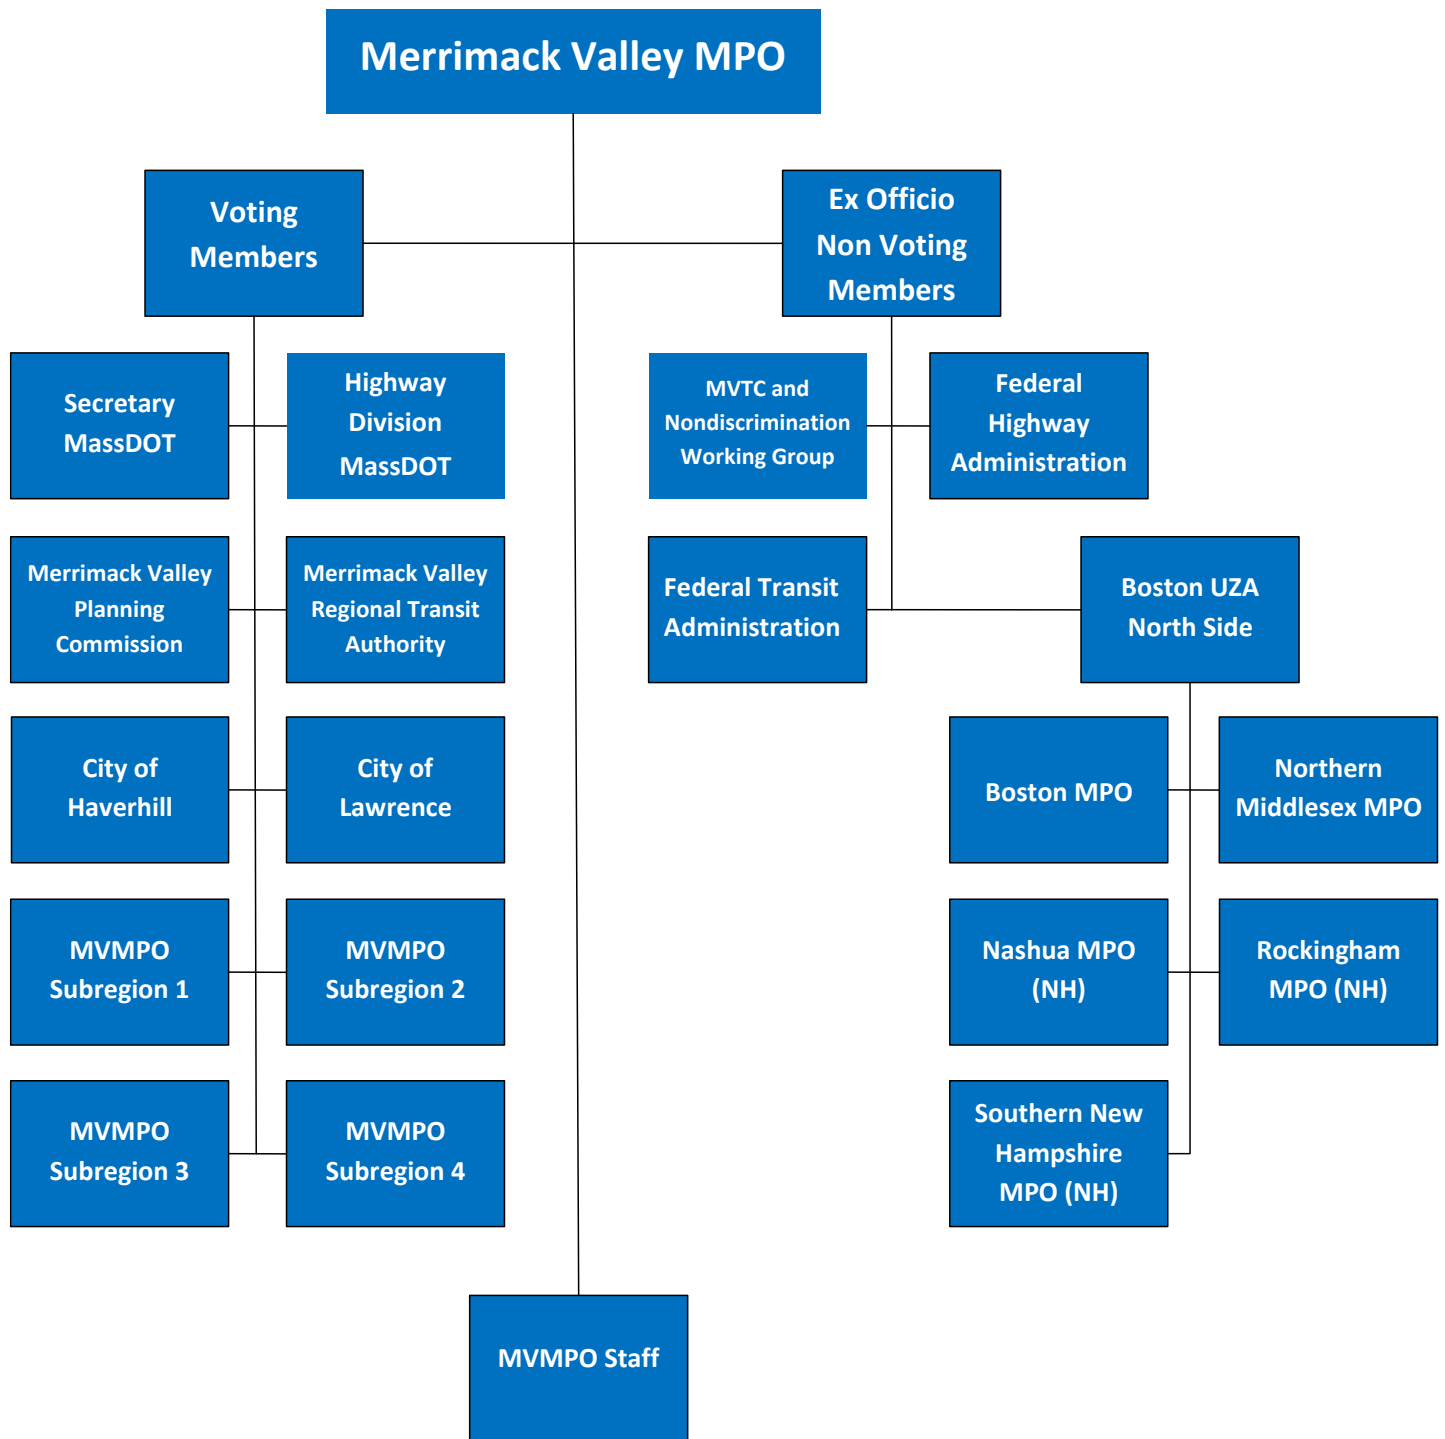 Merrimack Valley MPO
Voting
Members
Ex Officio
Non Voting
Members
Secretary
MassDOT
Highway
Division
MassDOT
MVTC and
Nondiscrimination
Working Group
Federal
Highway
Administration
Merrimack Valley
Planning
Commission
Merrimack Valley
Regional Transit
Authority
Federal Transit
Administration
Boston UZA
North Side
City of
Haverhill
City of
Lawrence
Boston MPO
Northern
Middlesex MPO
MVMPO
Subregion 1
MVMPO
Subregion 2
Nashua MPO
(NH)
Rockingham
MPO (NH)
MVMPO
Subregion 3
MVMPO
Subregion 4
Southern New
Hampshire
MPO (NH)
MVMPO Staff